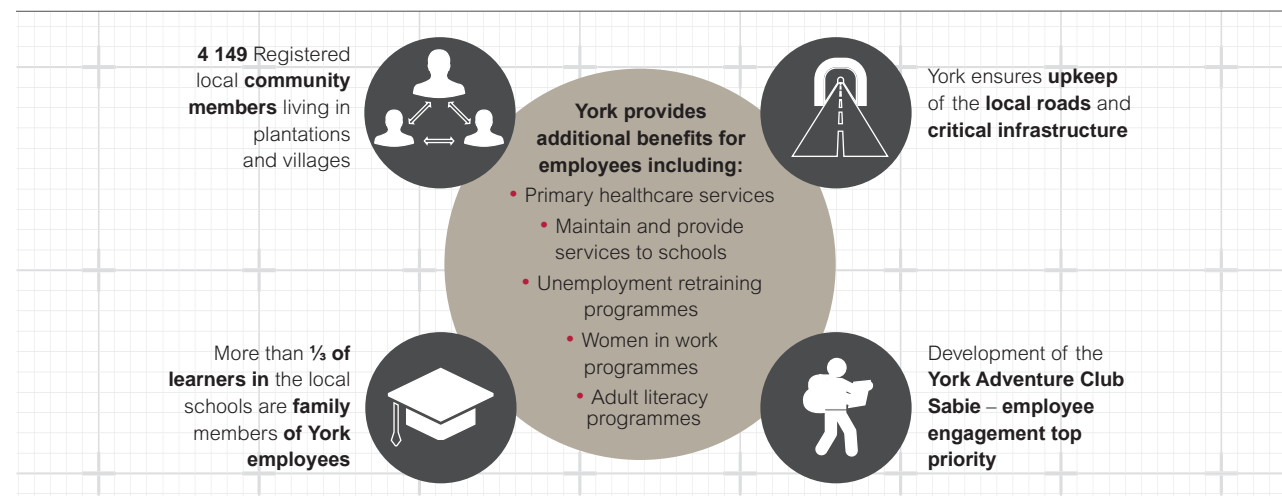 4 149 Registered
local community
members living in
plantations
and villages
York provides
additional benefits for
employees including:
• Primary healthcare services
• Maintain and provide
services to schools
• Unemployment retraining
programmes
• Women in work
programmes
• Adult literacy
programmes
York ensures upkeep
of the local roads and
critical infrastructure
More than ⅓ of
learners in the local
schools are family
members of York
employees
Development of the
York Adventure Club
Sabie – employee
engagement top
priority